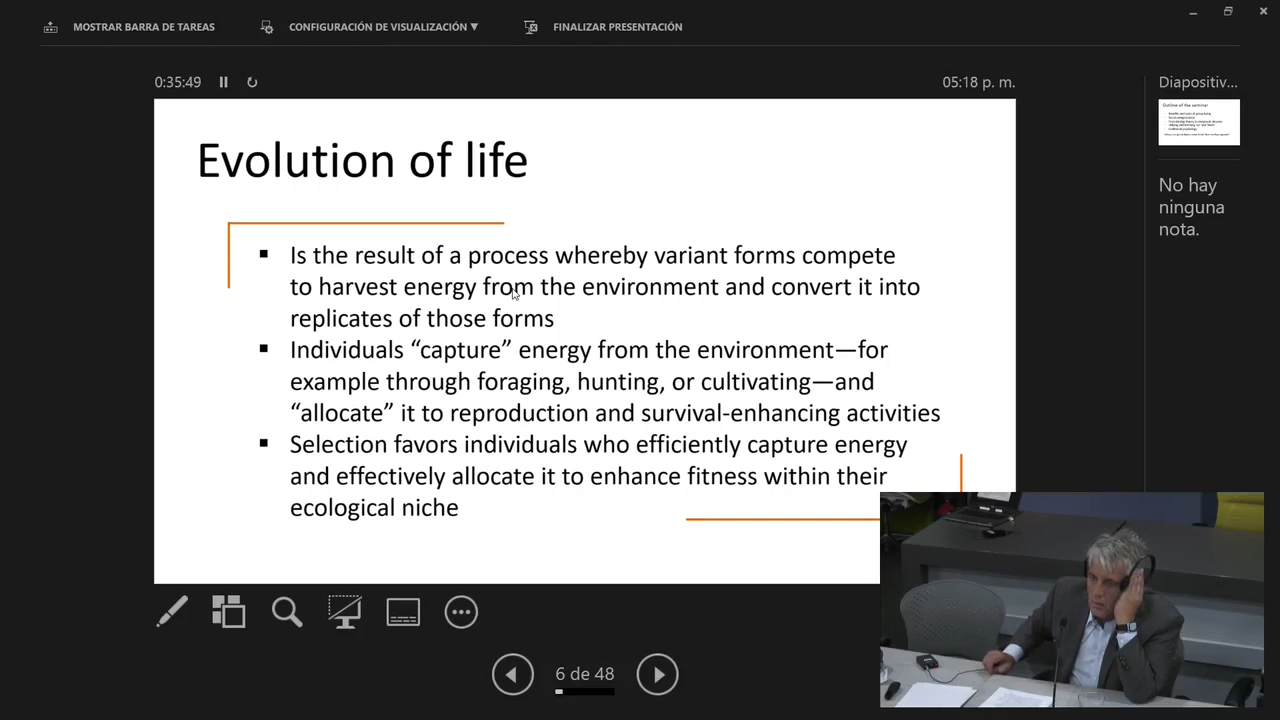 MOSTRAR BARRA DE TAREAS
CONFIGURACIÓN DE VISUALIZACIÓN ▼
FINALIZAR PRESENTACIÓN
0:35:49
05:18 p. m.
Evolution of life
▪ Is the result of a process whereby variant forms compete
to harvest energy from the environment and convert it into
replicates of those forms
▪ Individuals “capture” energy from the environment—for
example through foraging, hunting, or cultivating—and
“allocate” it to reproduction and survival-enhancing activities
▪ Selection favors individuals who efficiently capture energy
and effectively allocate it to enhance fitness within their
ecological niche
6 de 48
Diapositiv...
Outline of the seminar
No hay
ninguna
nota.